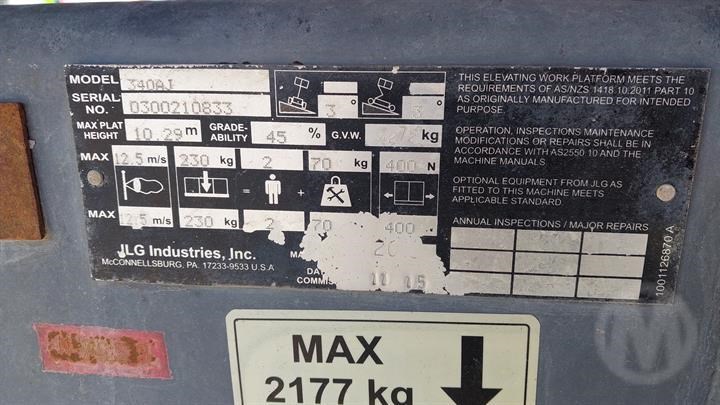 MODEL 340AJ
SERIAL NO. 0300210833
3° 3°
MAX PLAT HEIGHT 10.29 m GRADE-ABILITY 45 % G.V.W. kg
MAX 12.5 m/s 230 kg 2 70 kg 400 N
MAX 12.5 m/s 230 kg 2 70 400
JLG Industries, Inc.
McCONNELLSBURG, PA. 17233-9533 U.S.A
COMMISS
THIS ELEVATING WORK PLATFORM MEETS THE
REQUIREMENTS OF AS/NZS 1418.10:2011 PART 10
AS ORIGINALLY MANUFACTURED FOR INTENDED
PURPOSE.
OPERATION, INSPECTIONS MAINTENANCE
MODIFICATIONS OR REPAIRS SHALL BE IN
ACCORDANCE WITH AS2550 10 AND THE
MACHINE MANUALS.
OPTIONAL EQUIPMENT FROM JLG AS
FITTED TO THIS MACHINE MEETS
APPLICABLE STANDARD.
ANNUAL INSPECTIONS / MAJOR REPAIRS
1001126870 A
MAX
2177 kg
M